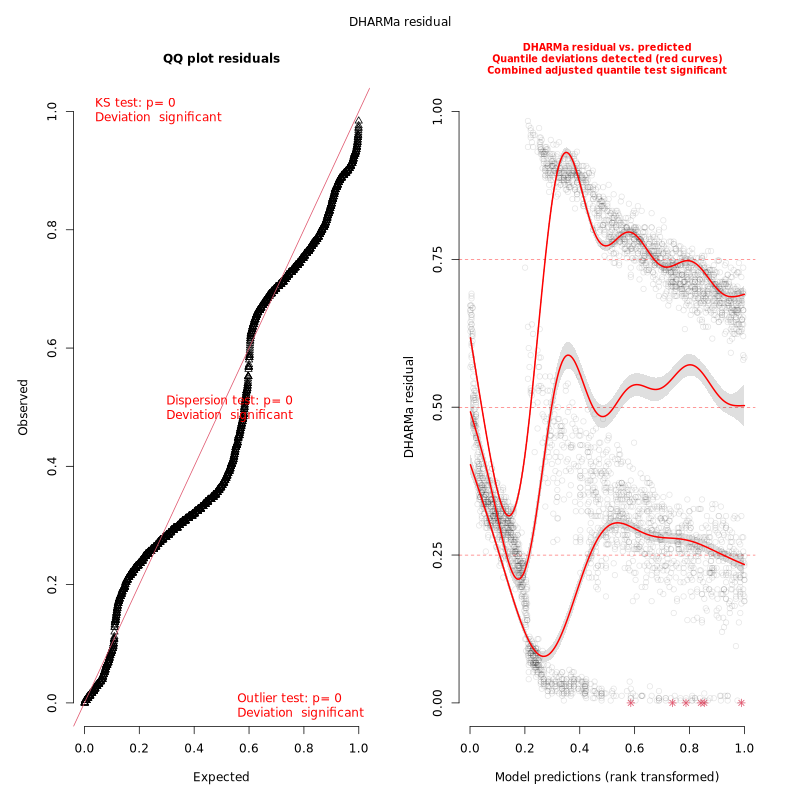 DHARMa residual
QQ plot residuals
KS test: p= 0
Deviation  significant
Dispersion test: p= 0
Deviation  significant
Outlier test: p= 0
Deviation  significant
Observed
0.0
0.2
0.4
0.6
0.8
1.0
0.0
0.2
0.4
0.6
0.8
1.0
Expected
DHARMa residual vs. predicted
Quantile deviations detected (red curves)
Combined adjusted quantile test significant
DHARMa residual
0.00
0.25
0.50
0.75
1.00
0.0
0.2
0.4
0.6
0.8
1.0
Model predictions (rank transformed)